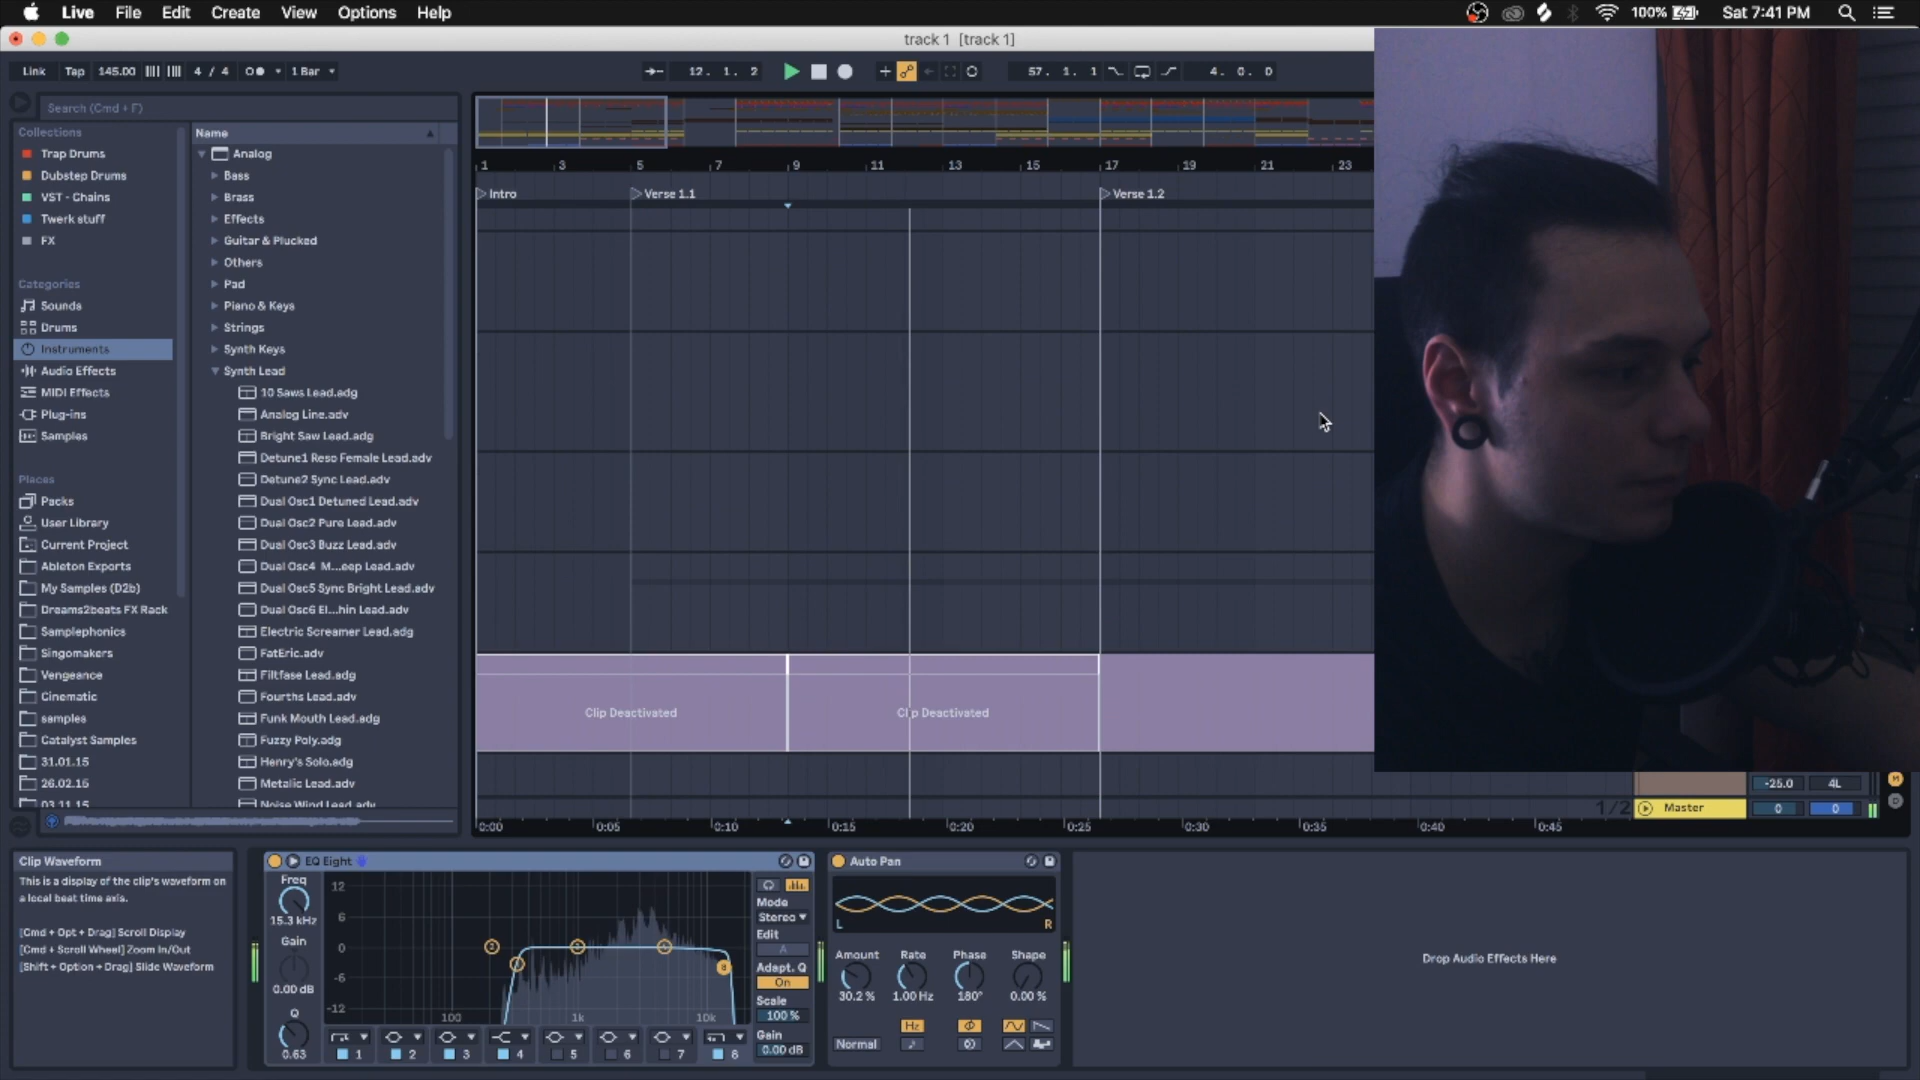 Live File Edit Create View Options Help 100% Sat 7:41 PM
track 1 [track 1]
Link Tap 145.00 4 / 4 1 Bar 12. 1. 2 57. 1. 1 4. 0. 0
Search (Cmd + F)
Collections
Trap Drums
Dubstep Drums
VST - Chains
Twerk stuff
FX
Categories
Sounds
Drums
Instruments
Audio Effects
MIDI Effects
Plug-ins
Samples
Places
Packs
User Library
Current Project
Ableton Exports
My Samples (D2b)
Dreams2beats FX Rack
Samplephonics
Singomakers
Vengeance
Cinematic
samples
Catalyst Samples
31.01.15
26.02.15
03.11.15
Name
Analog
Bass
Brass
Effects
Guitar & Plucked
Others
Pad
Piano & Keys
Strings
Synth Keys
Synth Lead
10 Saws Lead.adg
Analog Line.adv
Bright Saw Lead.adg
Detune1 Reso Female Lead.adv
Detune2 Sync Lead.adv
Dual Osc1 Detuned Lead.adv
Dual Osc2 Pure Lead.adv
Dual Osc3 Buzz Lead.adv
Dual Osc4 M...eep Lead.adv
Dual Osc5 Sync Bright Lead.adv
Dual Osc6 El...hin Lead.adv
Electric Screamer Lead.adg
FatEric.adv
Filtfase Lead.adg
Fourths Lead.adv
Funk Mouth Lead.adg
Fuzzy Poly.adg
Henry's Solo.adg
Metalic Lead.adv
Noise Wind Lead.adv
1 3 5 7 9 11 13 15 17 19 21 23
Intro Verse 1.1 Verse 1.2
Clip Deactivated Clip Deactivated
-25.0 4L M
1/2 Master 0 0 D
0:00 0:05 0:10 0:15 0:20 0:25 0:30 0:35 0:40 0:45
Clip Waveform
This is a display of the clip's waveform on
a local beat time axis.
[Cmd + Opt + Drag] Scroll Display
[Cmd + Scroll Wheel] Zoom In/Out
[Shift + Option + Drag] Slide Waveform
EQ Eight
Freq
15.3 kHz
Gain
0.00 dB
Q
0.63
12
6
0
-6
-12
100 1k 10k
1 2 3 4 5 6 7 8
Mode
Stereo
Edit
A
Adapt. Q
On
Scale
100 %
Gain
0.00 dB
Auto Pan
L R
Amount Rate Phase Shape
30.2 % 1.00 Hz 180° 0.00 %
Hz
Normal
Drop Audio Effects Here